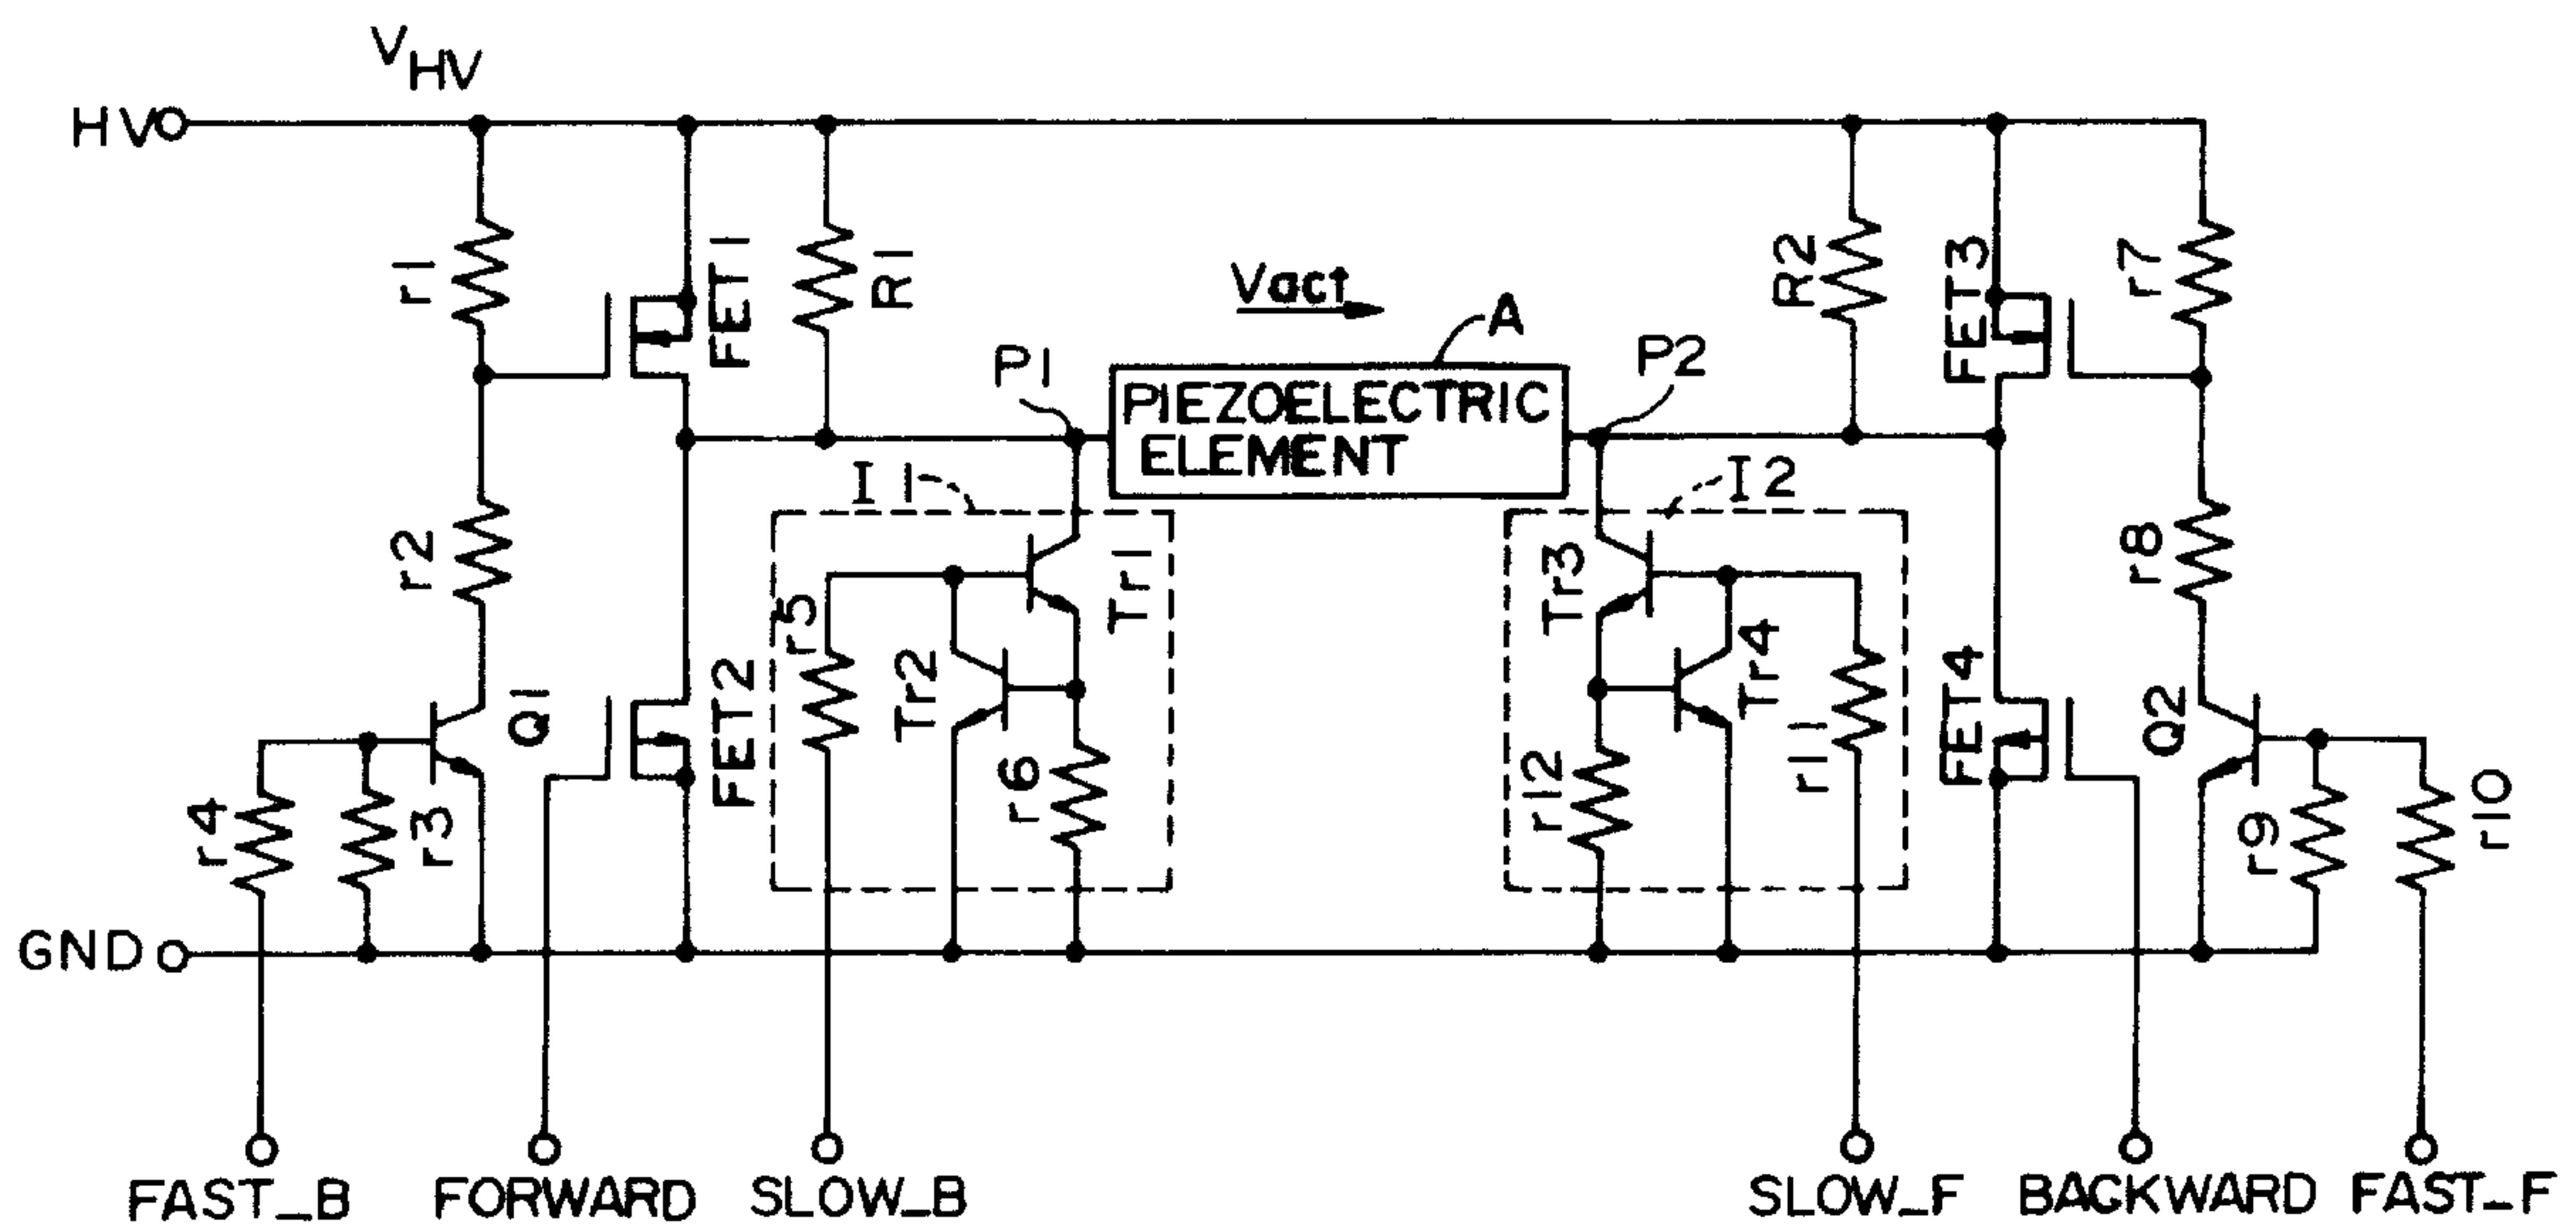 VHV
HV
r1
FET1
R1
Vact
A
P1
PIEZOELECTRIC
ELEMENT
P2
R2
FET3
r7
I1
I2
r2
r5
Tr1
Tr2
Tr3
Tr4
r8
Q1
FET2
r6
r12
r11
FET4
Q2
r4
r3
r9
r10
GND
FAST_B
FORWARD
SLOW_B
SLOW_F
BACKWARD
FAST_F